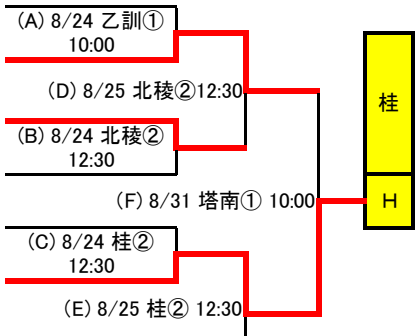 (A) 8/24 乙訓①
10:00
(D) 8/25 北稜②12:30
(B) 8/24 北稜②
12:30
桂
(F) 8/31 塔南① 10:00
H
(C) 8/24 桂②
12:30
(E) 8/25 桂② 12:30